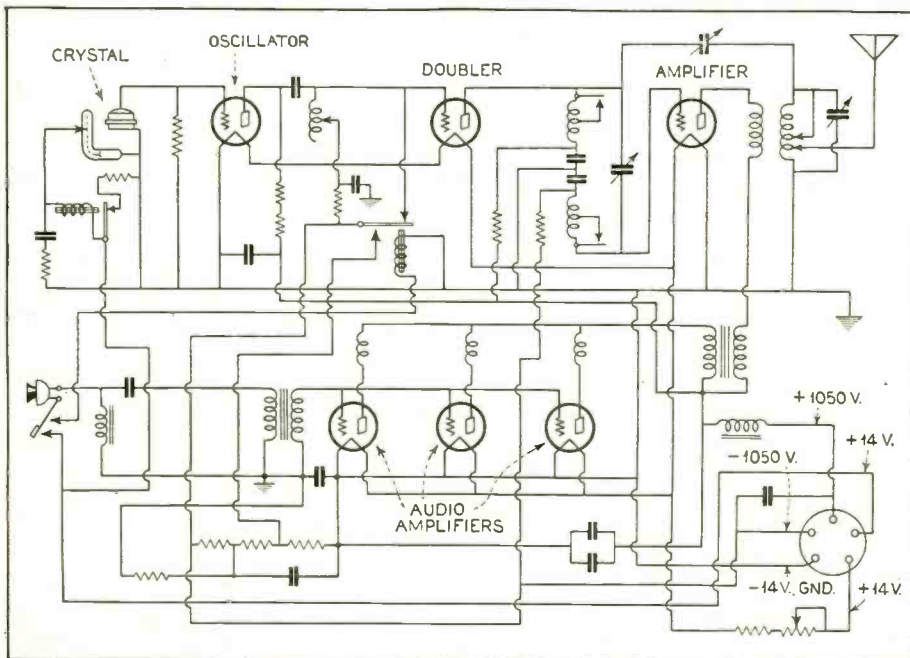 CRYSTAL
OSCILLATOR
DOUBLER
AMPLIFIER
+1050 V.
+14 V.
-1050 V.
AUDIO
AMPLIFIERS
-14 V. GND.
+14 V.